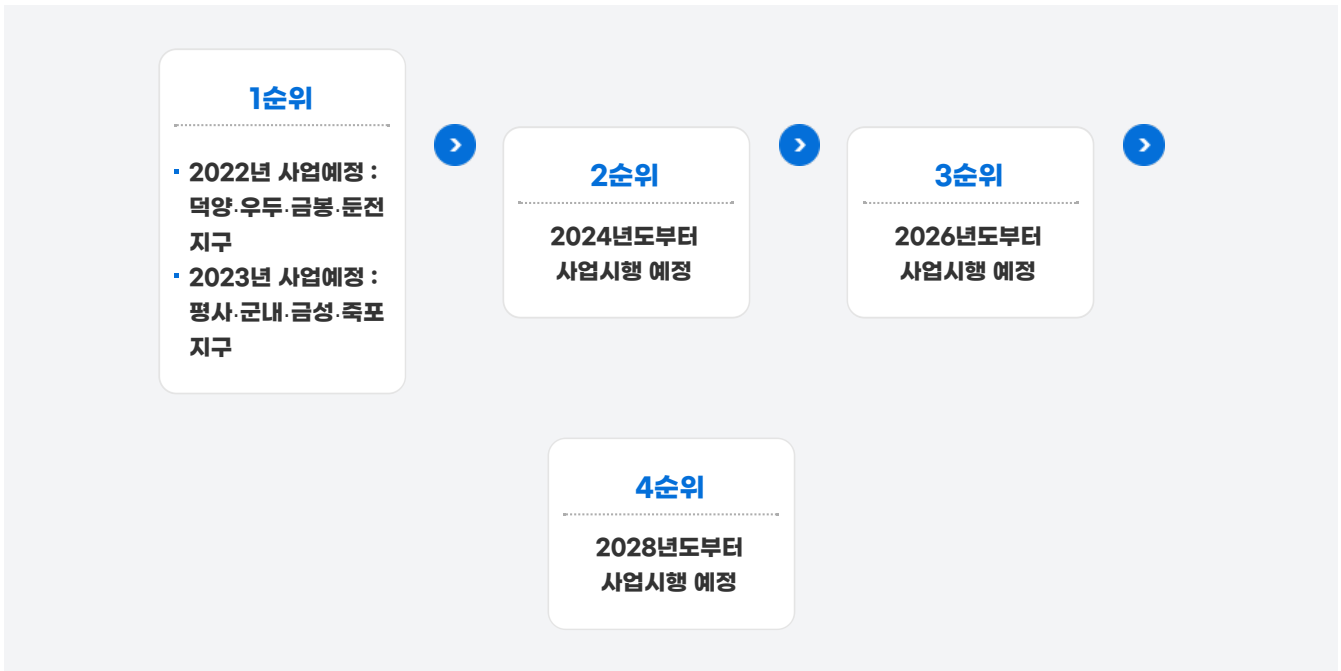 1순위
2022년 사업예정 :
덕양·우두·금봉·둔전
지구
2023년 사업예정 :
평사·군내·금성·죽포
지구
2순위
2024년도부터
사업시행 예정
3순위
2026년도부터
사업시행 예정
4순위
2028년도부터
사업시행 예정